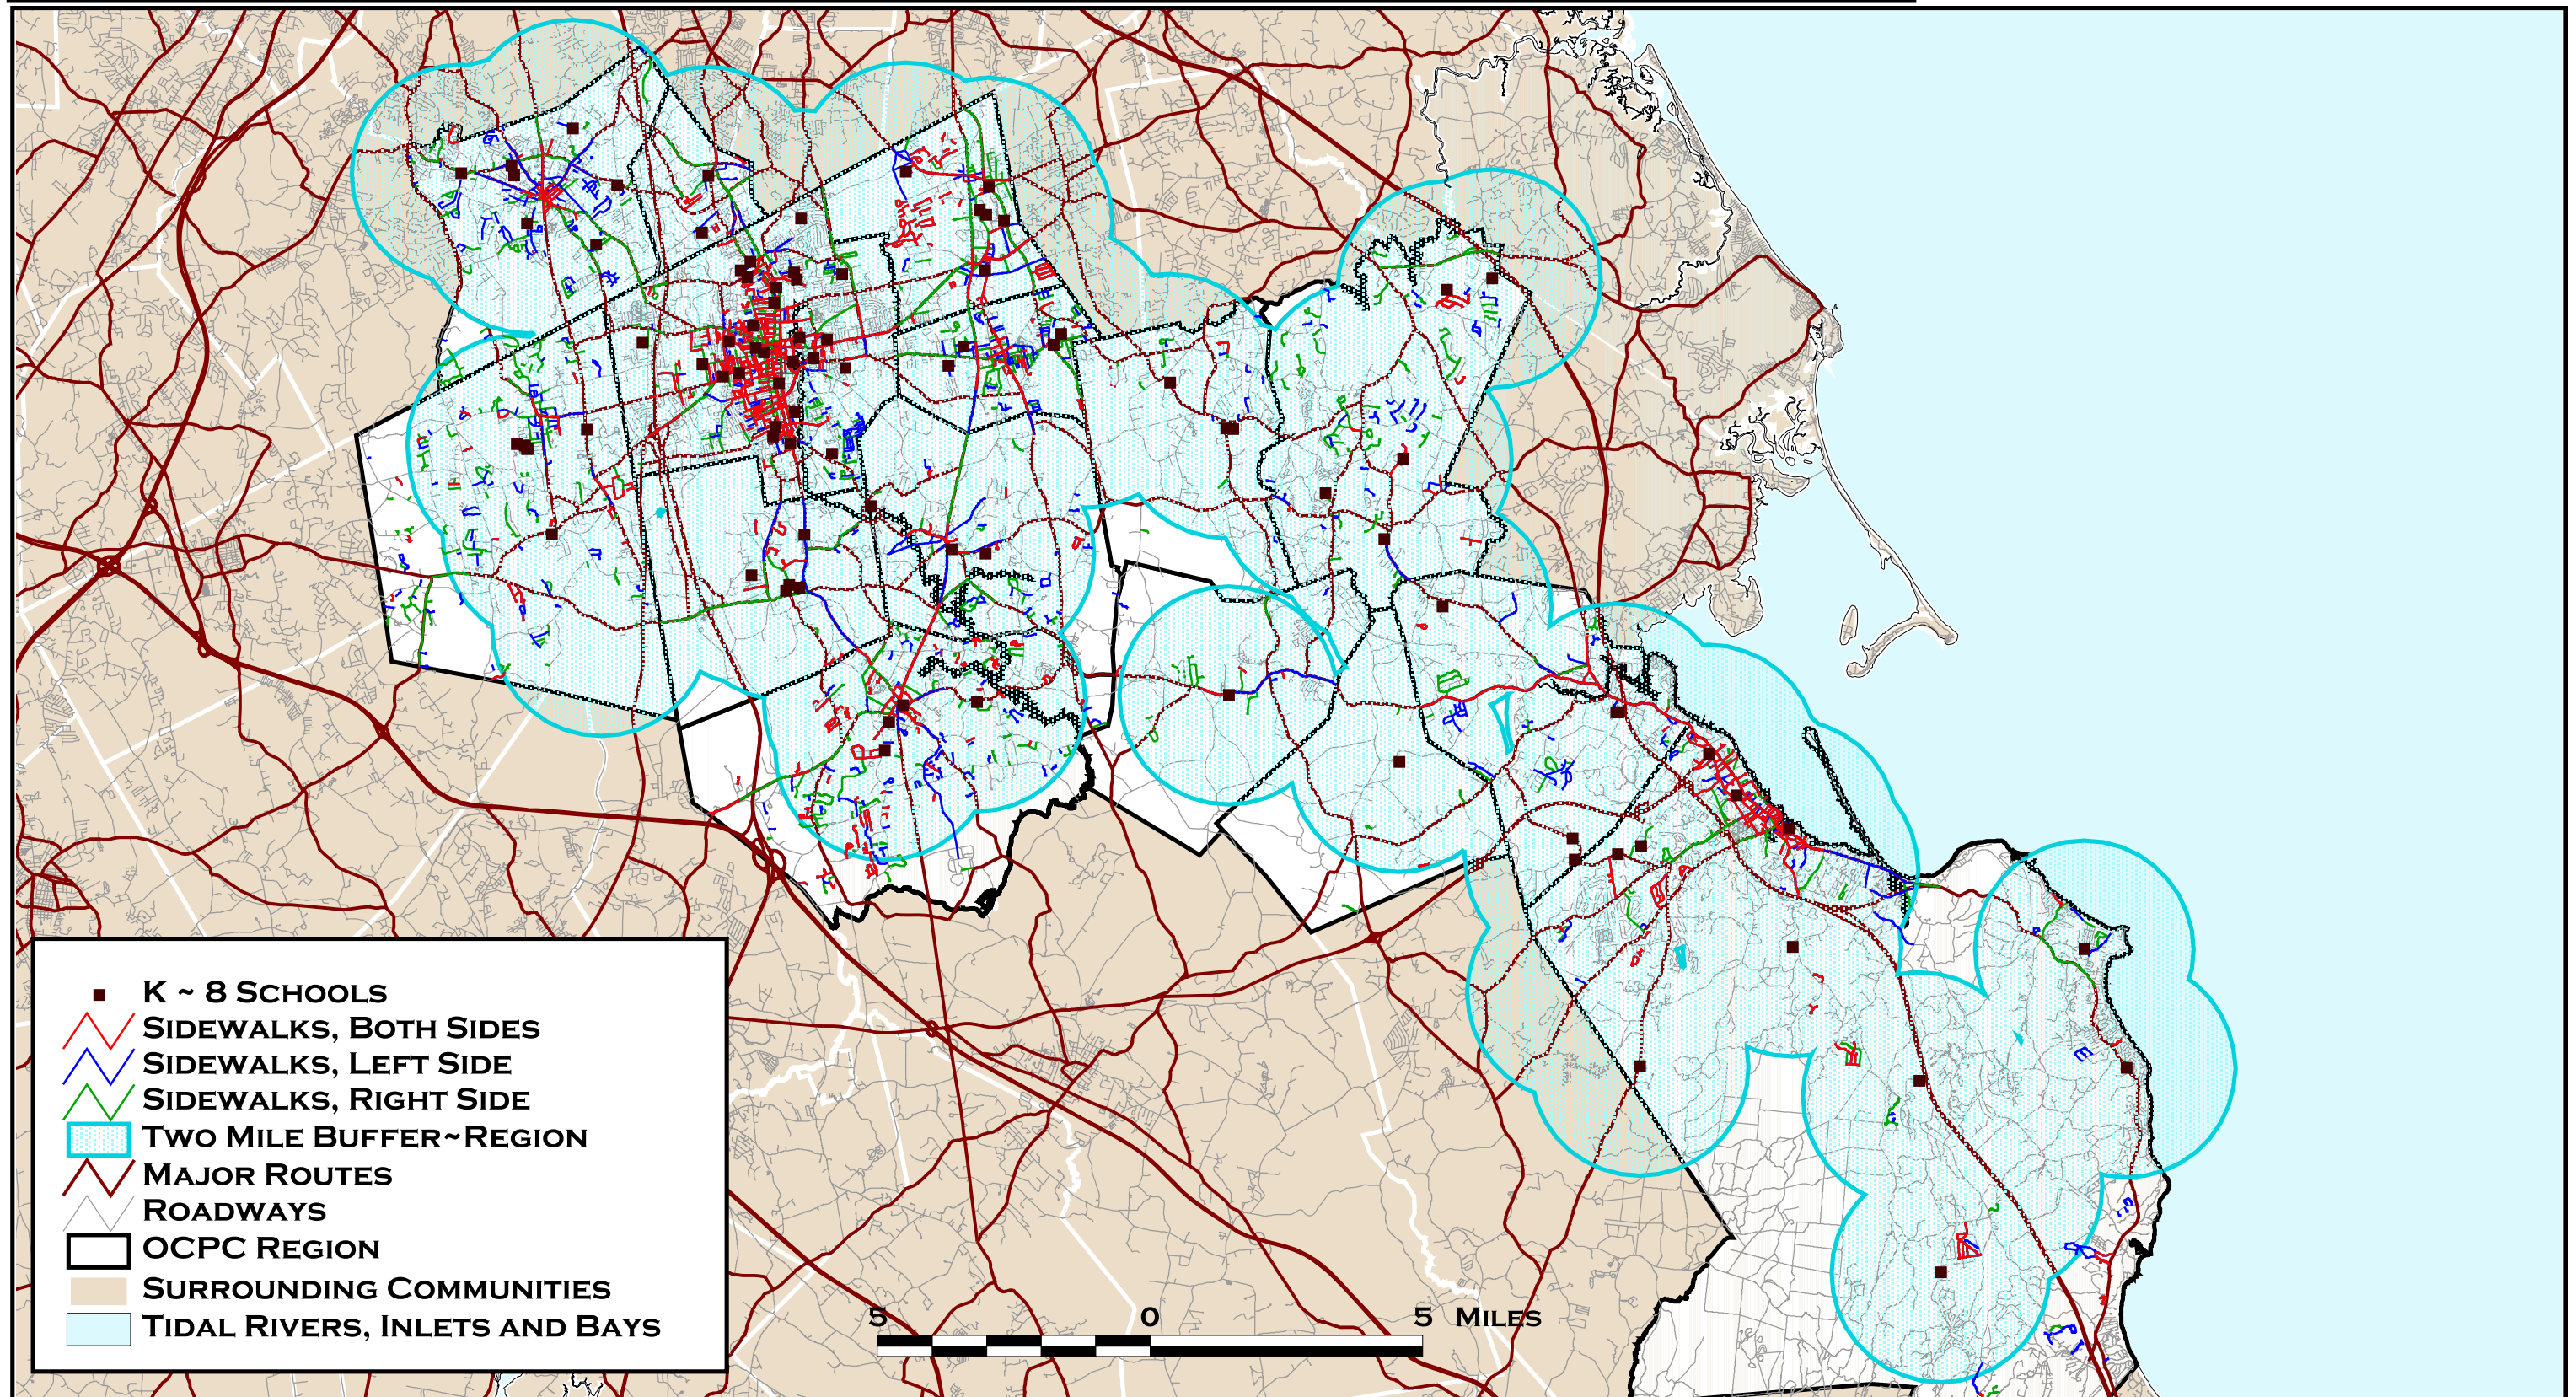 K ~ 8 Schools
Sidewalks, Both Sides
Sidewalks, Left Side
Sidewalks, Right Side
Two Mile Buffer~Region
Major Routes
Roadways
OCPC Region
Surrounding Communities
Tidal Rivers, Inlets and Bays
5 0 5 Miles